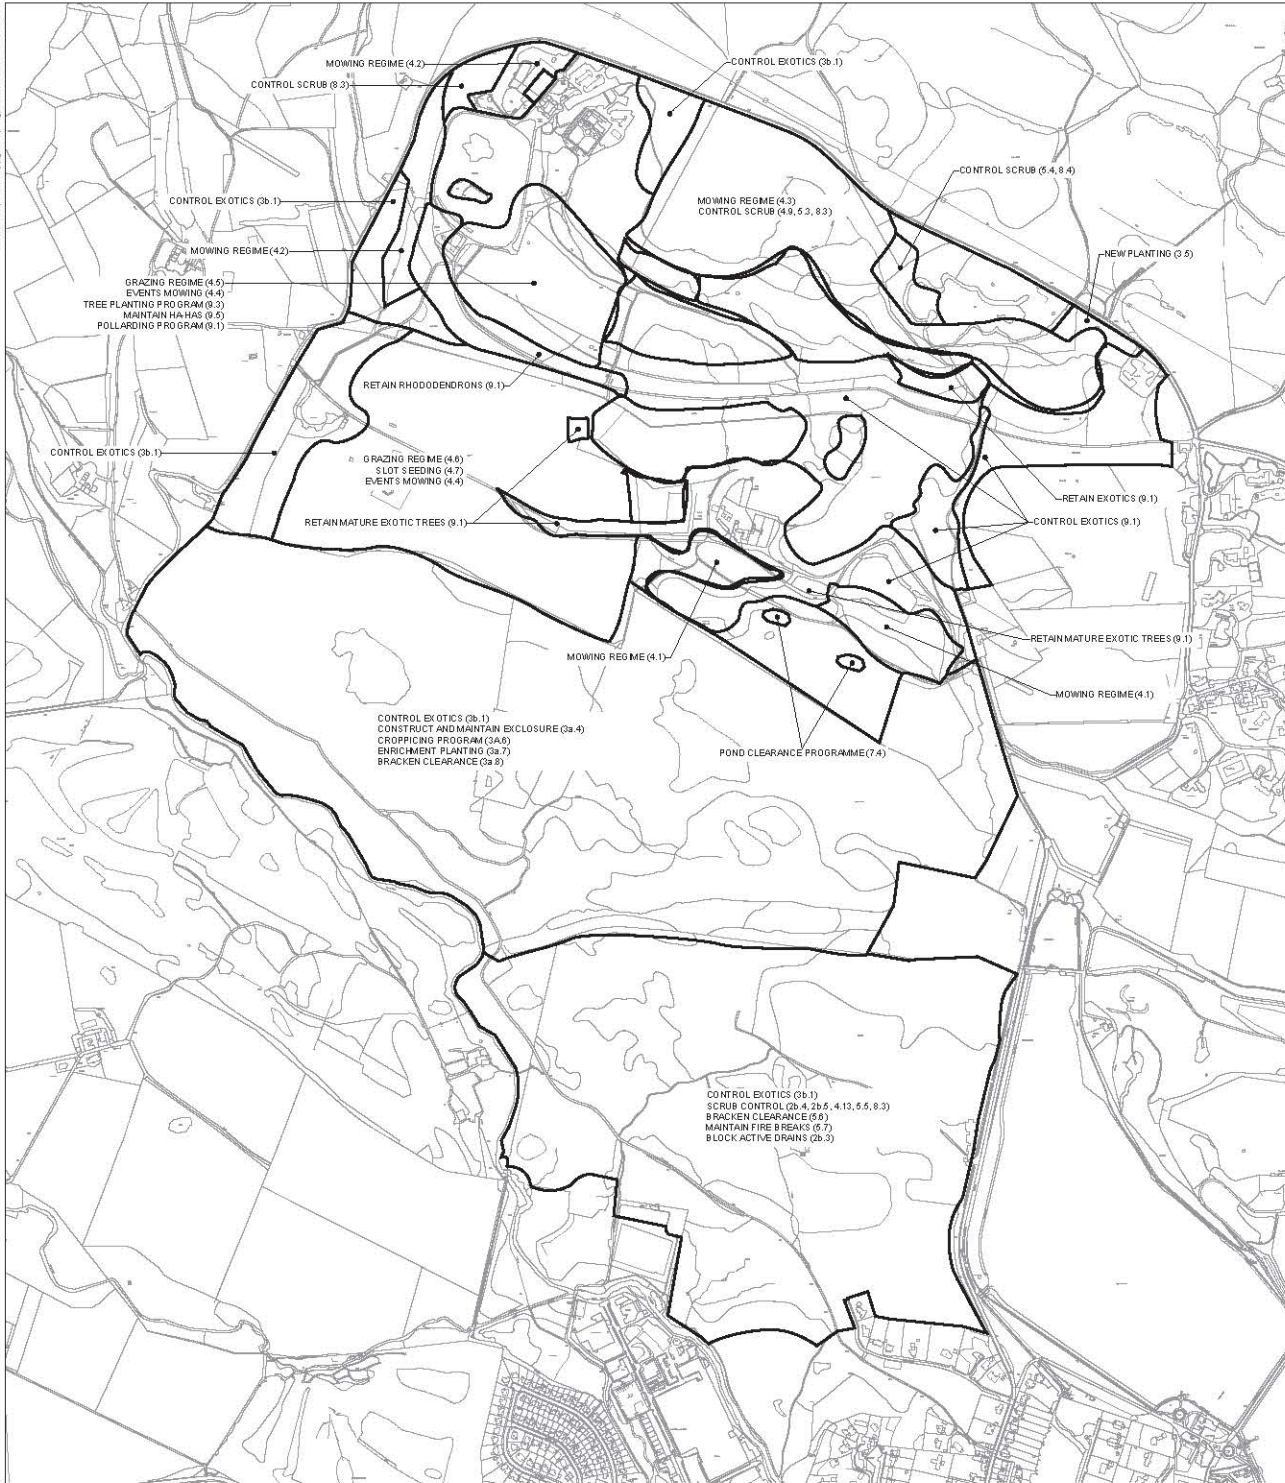 MOWING REGIME (4.2)
CONTROL EXOTICS (3b.1)
CONTROL SCRUB (8.3)
CONTROL SCRUB (5.4, 8.4)
CONTROL EXOTICS (3b.1)
MOWING REGIME (4.3)
CONTROL SCRUB (4.9, 5.3, 8.3)
MOWING REGIME (4.2)
NEW PLANTING (3.5)
GRAZING REGIME (4.5)
EVENTS MOWING (4.4)
TREE PLANTING PROGRAM (9.3)
MAINTAIN HA-HAS (9.5)
POLLARDING PROGRAM (9.1)
RETAIN RHODODENDRONS (9.1)
CONTROL EXOTICS (3b.1)
GRAZING REGIME (4.6)
SLOT SEEDING (4.7)
EVENTS MOWING (4.4)
RETAIN EXOTICS (9.1)
RETAIN MATURE EXOTIC TREES (9.1)
CONTROL EXOTICS (9.1)
RETAIN MATURE EXOTIC TREES (9.1)
MOWING REGIME (4.1)
MOWING REGIME (4.1)
CONTROL EXOTICS (3b.1)
CONSTRUCT AND MAINTAIN EXCLOSURE (3a.4)
CROPPICING PROGRAM (3A.6)
ENRICHMENT PLANTING (3a.7)
BRACKEN CLEARANCE (3a.8)
POND CLEARANCE PROGRAMME (7.4)
CONTROL EXOTICS (3b.1)
SCRUB CONTROL (2b.4, 2b.5, 4.13, 5.5, 8.3)
BRACKEN CLEARANCE (5.6)
MAINTAIN FIRE BREAKS (5.7)
BLOCK ACTIVE DRAINS (2b.3)